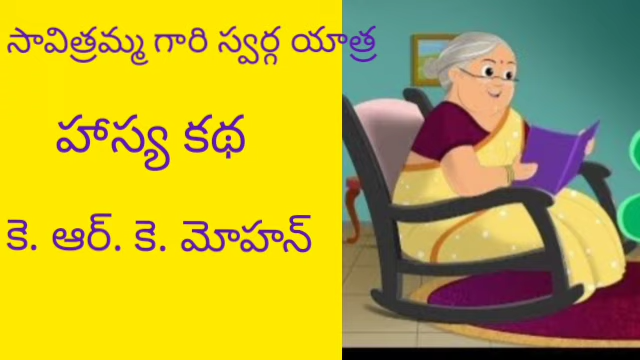 సావిత్రమ్మ గారి స్వర్గ యాత్ర
హాస్య కథ
కె. ఆర్. కె. మోహన్